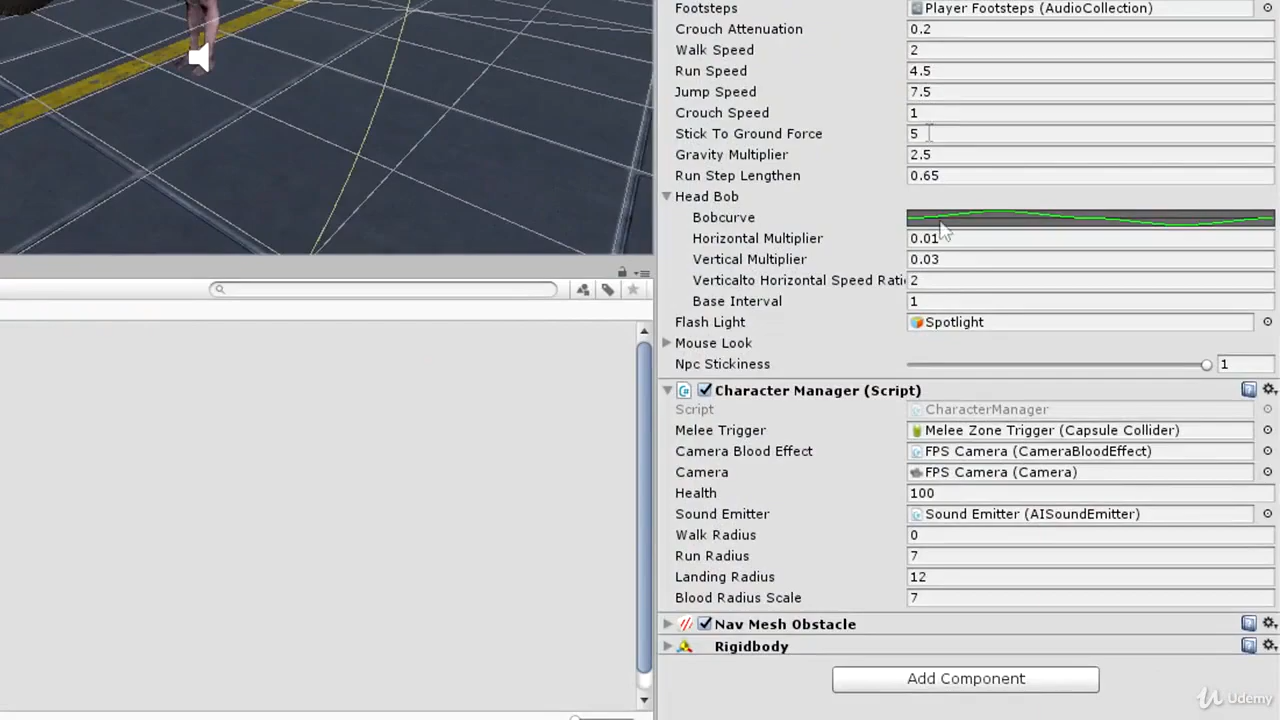 Footsteps Player Footsteps (AudioCollection)
Crouch Attenuation 0.2
Walk Speed 2
Run Speed 4.5
Jump Speed 7.5
Crouch Speed 1
Stick To Ground Force 5
Gravity Multiplier 2.5
Run Step Lengthen 0.65
Head Bob
Bobcurve
Horizontal Multiplier 0.01
Vertical Multiplier 0.03
Verticalto Horizontal Speed Rati 2
Base Interval 1
Flash Light Spotlight
Mouse Look
Npc Stickiness 1
Character Manager (Script)
Script CharacterManager
Melee Trigger Melee Zone Trigger (Capsule Collider)
Camera Blood Effect FPS Camera (CameraBloodEffect)
Camera FPS Camera (Camera)
Health 100
Sound Emitter Sound Emitter (AISoundEmitter)
Walk Radius 0
Run Radius 7
Landing Radius 12
Blood Radius Scale 7
Nav Mesh Obstacle
Rigidbody
Add Component
Udemy